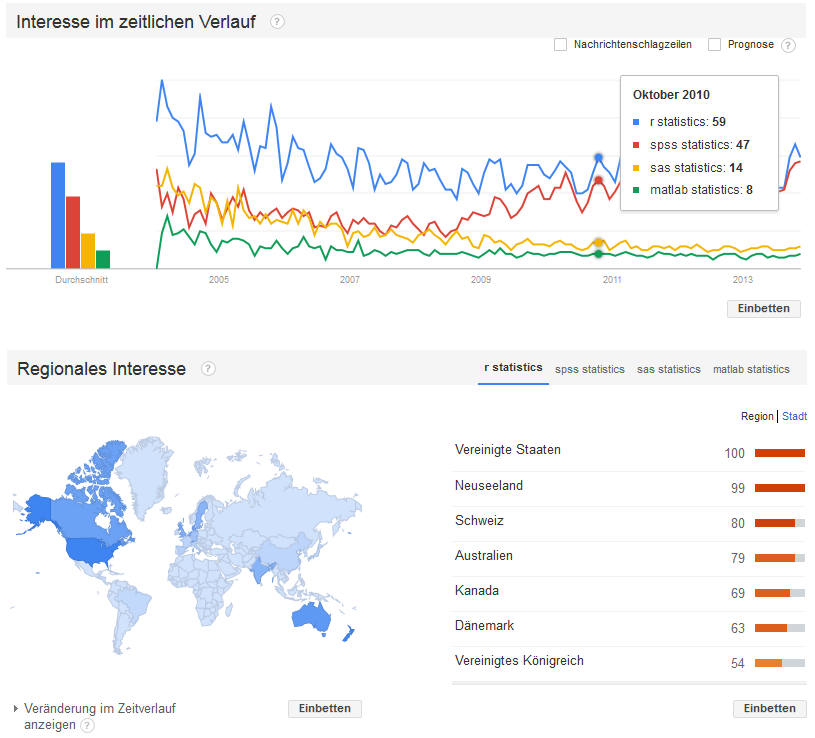 Interesse im zeitlichen Verlauf ?
Nachrichtenschlagzeilen Prognose ?
Oktober 2010
r statistics: 59
spss statistics: 47
sas statistics: 14
matlab statistics: 8
Durchschnitt 2005 2007 2009 2011 2013
Einbetten
Regionales Interesse ?
r statistics spss statistics sas statistics matlab statistics
Region | Stadt
Vereinigte Staaten 100
Neuseeland 99
Schweiz 80
Australien 79
Kanada 69
Dänemark 63
Vereinigtes Königreich 54
Veränderung im Zeitverlauf
anzeigen ?
Einbetten
Einbetten